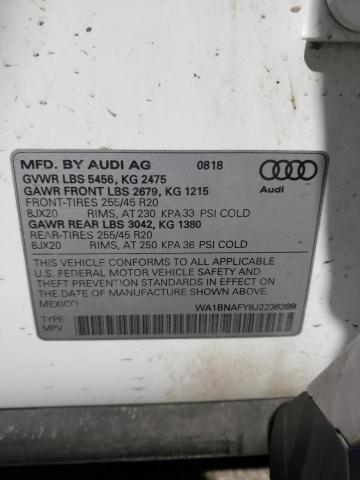 MFD. BY AUDI AG 0818
GVWR LBS 5456, KG 2475
GAWR FRONT LBS 2679, KG 1215
FRONT-TIRES 255/45 R20
8JX20 RIMS, AT 230 KPA 33 PSI COLD
GAWR REAR LBS 3042, KG 1380
REAR-TIRES 255/45 R20
8JX20 RIMS, AT 250 KPA 36 PSI COLD
Audi
THIS VEHICLE CONFORMS TO ALL APPLICABLE
U.S. FEDERAL MOTOR VEHICLE SAFETY AND
THEFT PREVENTION STANDARDS IN EFFECT ON
THE DATE OF MANUFACTURE SHOWN ABOVE.
MEXICO WA1BNAFY8J2236389
TYPE:
MPV